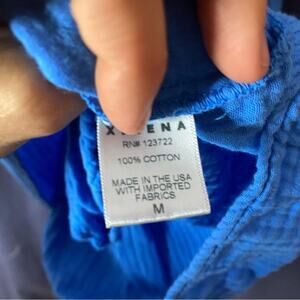 RN# 123722
100% COTTON
MADE IN THE USA
WITH IMPORTED
FABRICS
M